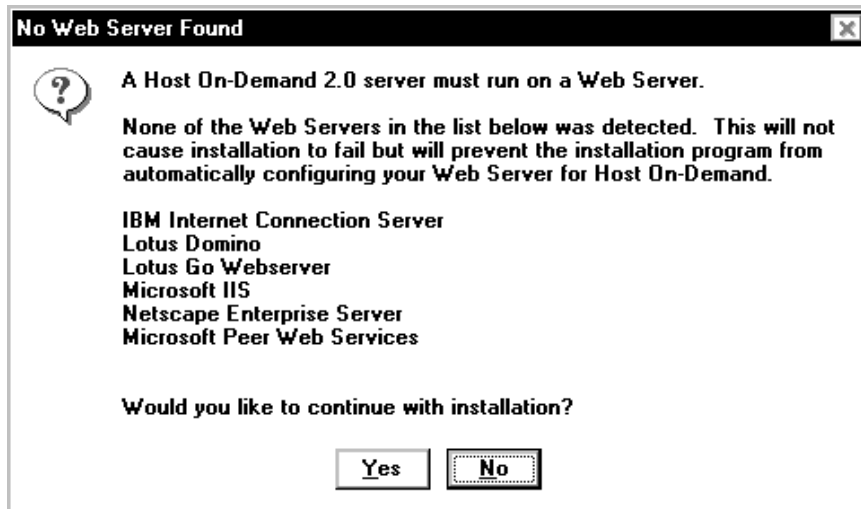 No Web Server Found
A Host On-Demand 2.0 server must run on a Web Server.
None of the Web Servers in the list below was detected.  This will not
cause installation to fail but will prevent the installation program from
automatically configuring your Web Server for Host On-Demand.
IBM Internet Connection Server
Lotus Domino
Lotus Go Webserver
Microsoft IIS
Netscape Enterprise Server
Microsoft Peer Web Services
Would you like to continue with installation?
Yes No